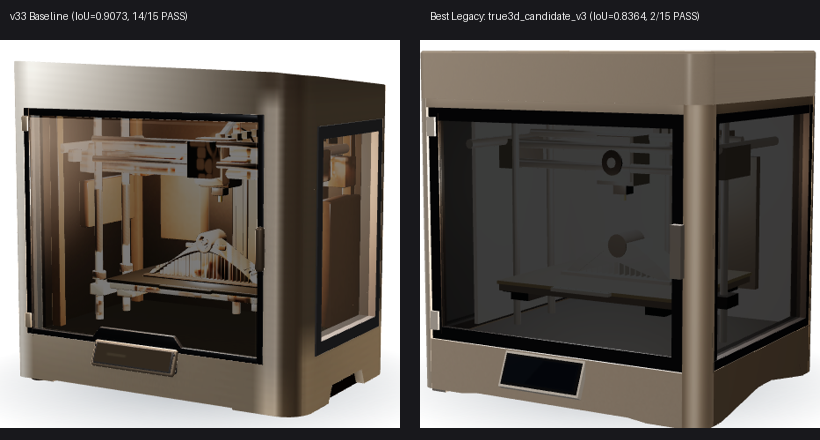 v33 Baseline (IoU=0.9073, 14/15 PASS)
Best Legacy: true3d_candidate_v3 (IoU=0.8364, 2/15 PASS)